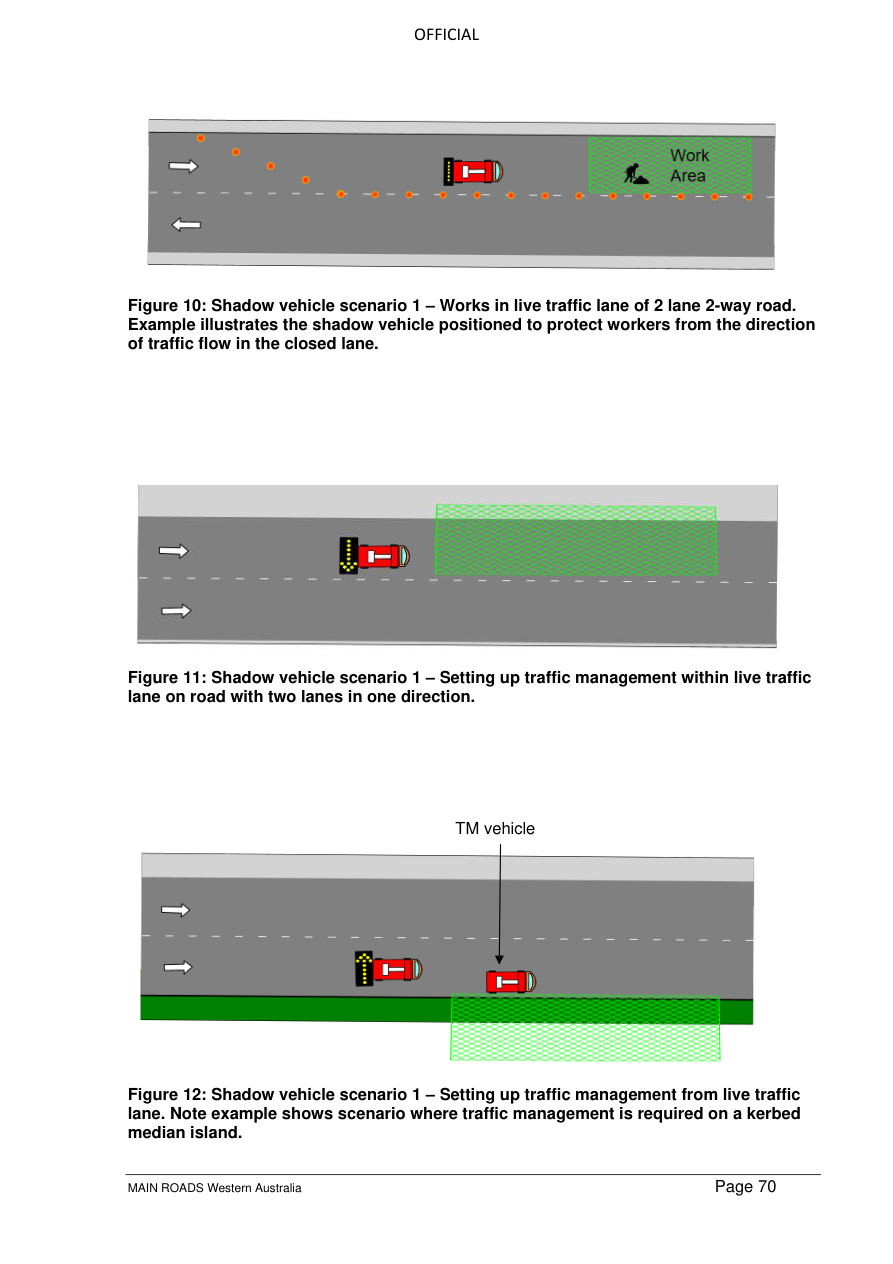 OFFICIAL
Work
Area
Figure 10: Shadow vehicle scenario 1 – Works in live traffic lane of 2 lane 2-way road.
Example illustrates the shadow vehicle positioned to protect workers from the direction
of traffic flow in the closed lane.
Figure 11: Shadow vehicle scenario 1 – Setting up traffic management within live traffic
lane on road with two lanes in one direction.
TM vehicle
Figure 12: Shadow vehicle scenario 1 – Setting up traffic management from live traffic
lane. Note example shows scenario where traffic management is required on a kerbed
median island.
MAIN ROADS Western Australia Page 70